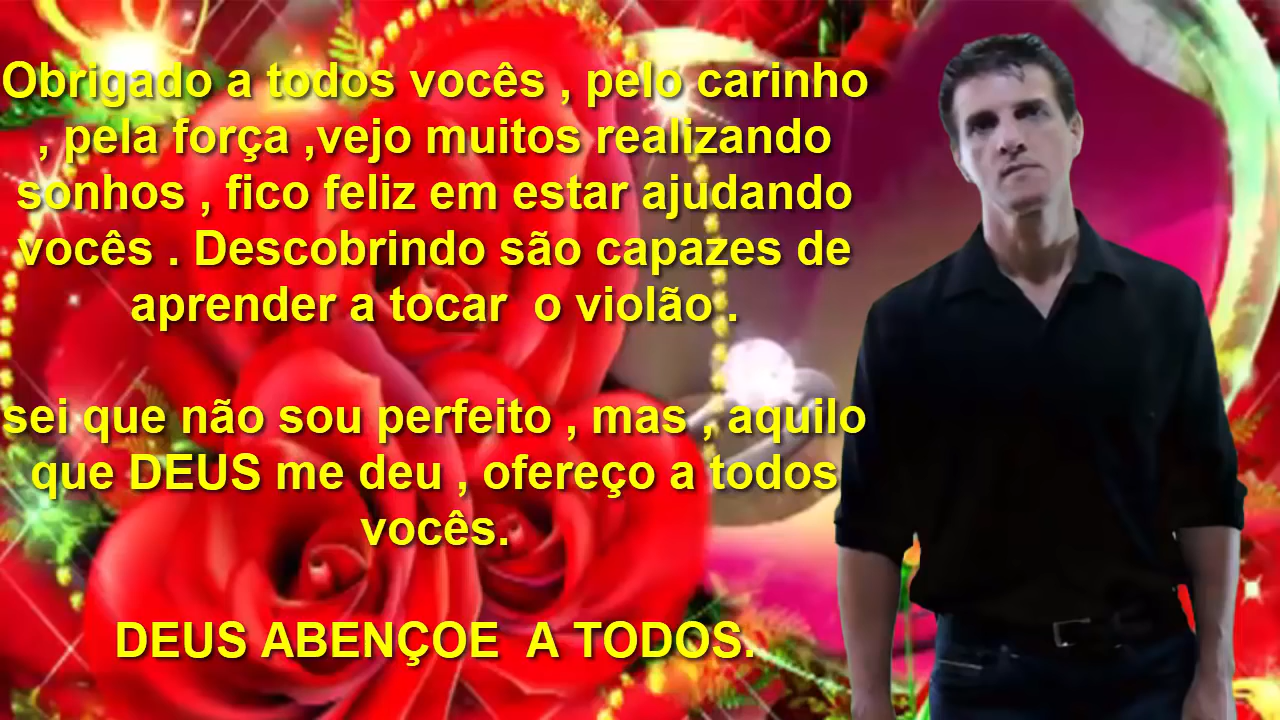 Obrigado a todos vocês , pelo carinho
, pela força ,vejo muitos realizando
sonhos , fico feliz em estar ajudando
vocês . Descobrindo são capazes de
aprender a tocar  o violão .
sei que não sou perfeito , mas , aquilo
que DEUS me deu , ofereço a todos
vocês.
DEUS ABENÇOE  A TODOS.